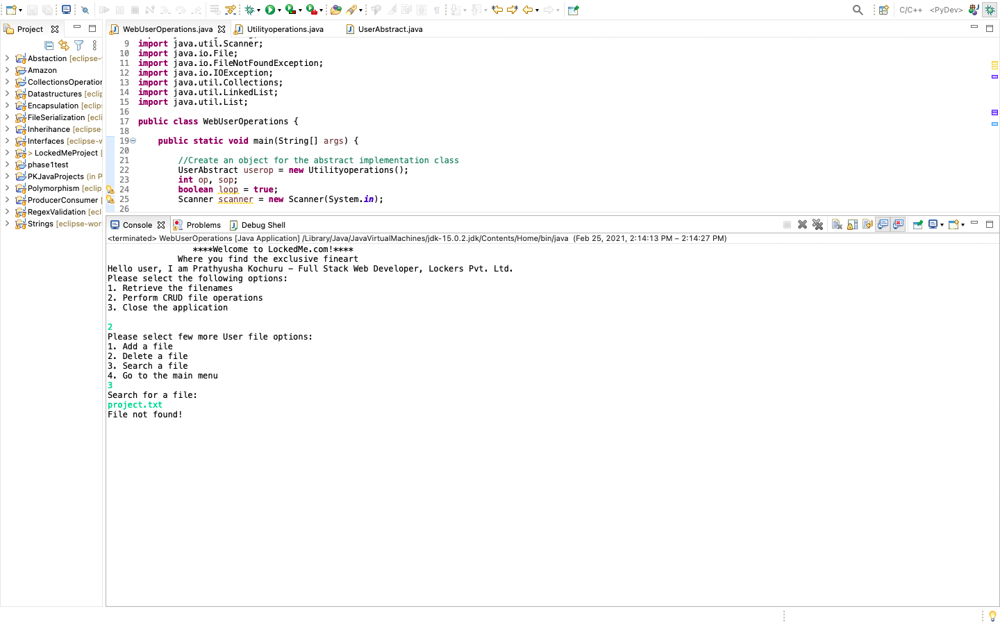 C/C++ <PyDev>
Project
WebUserOperations.java Utilityoperations.java UserAbstract.java
Abstaction [eclipse-
Amazon
CollectionsOperation
Datastructures [eclip
Encapsulation [eclip
FileSerialization [ecli
Inherihance [eclipse-
Interfaces [eclipse-w
> LockedMeProject [
phase1test
PKJavaProjects (in P
Polymorphism [eclip
ProducerConsumer [
RegexValidation [ecl
Strings [eclipse-wor
9 import java.util.Scanner;
10 import java.io.File;
11 import java.io.FileNotFoundException;
12 import java.io.IOException;
13 import java.util.Collections;
14 import java.util.LinkedList;
15 import java.util.List;
16
17 public class WebUserOperations {
18
19 public static void main(String[] args) {
20
21 //Create an object for the abstract implementation class
22 UserAbstract userop = new Utilityoperations();
23 int op, sop;
24 boolean loop = true;
25 Scanner scanner = new Scanner(System.in);
26
Console Problems Debug Shell
<terminated> WebUserOperations [Java Application] /Library/Java/JavaVirtualMachines/jdk-15.0.2.jdk/Contents/Home/bin/java (Feb 25, 2021, 2:14:13 PM – 2:14:27 PM)
****Welcome to LockedMe.com!****
Where you find the exclusive fineart
Hello user, I am Prathyusha Kochuru – Full Stack Web Developer, Lockers Pvt. Ltd.
Please select the following options:
1. Retrieve the filenames
2. Perform CRUD file operations
3. Close the application
2
Please select few more User file options:
1. Add a file
2. Delete a file
3. Search a file
4. Go to the main menu
3
Search for a file:
project.txt
File not found!